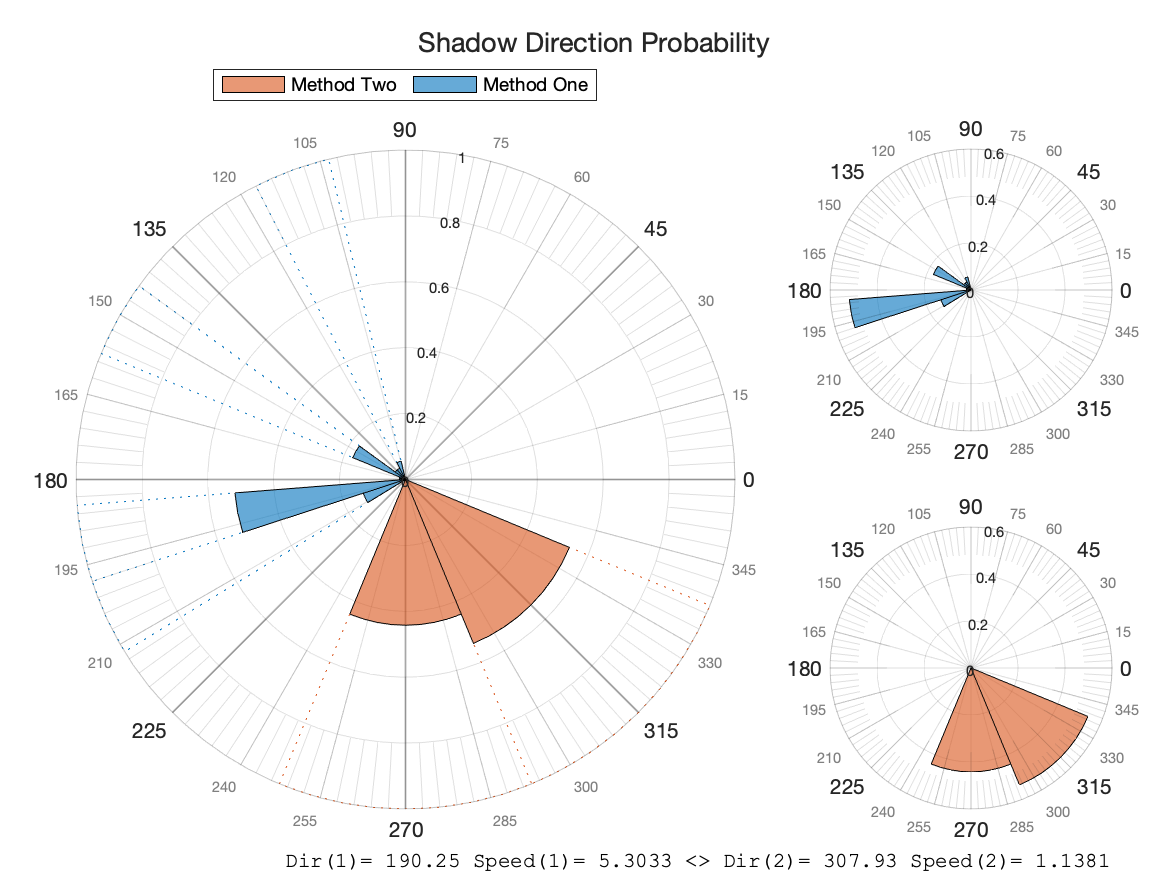 Shadow Direction Probability
Method Two Method One
90
105 75
120 1 60
135 0.8 45
150 0.6 30
165 0.4 15
0.2
180 0 0
195 345
210 330
225 315
240 300
255 285
270
90
105 75
120 0.6 60
135 45
0.4
150 30
0.2
165 15
180 0 0
195 345
210 330
225 315
240 300
255 285
270
90
105 75
120 0.6 60
135 45
0.4
150 30
0.2
165 15
180 0 0
195 345
210 330
225 315
240 300
255 285
270
Dir(1)= 190.25 Speed(1)= 5.3033 <> Dir(2)= 307.93 Speed(2)= 1.1381